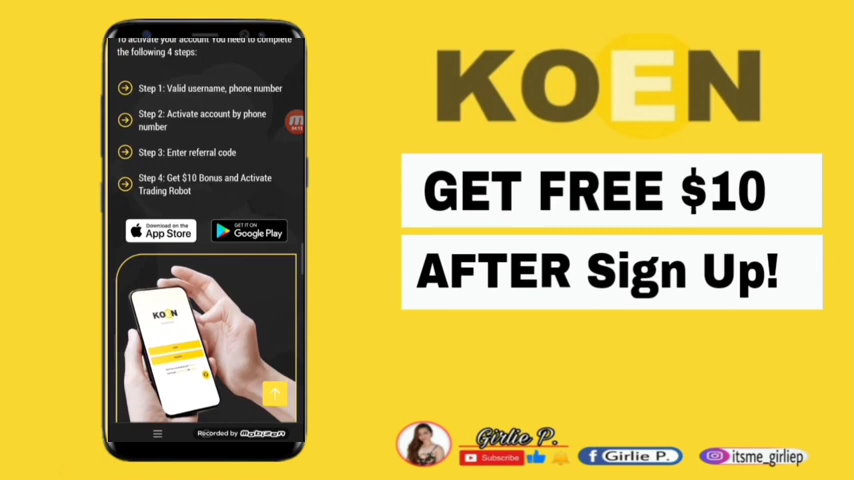 To activate your account You need to complete
the following 4 steps:
Step 1: Valid username, phone number
Step 2: Activate account by phone
number
Step 3: Enter referral code
Step 4: Get $10 Bonus and Activate
Trading Robot
Download on the
App Store
GET IT ON
Google Play
KOEN
Recorded by Mobizen
KOEN
GET FREE $10
AFTER Sign Up!
Girlie P.
Subscribe
Girlie P.
itsme_girliep